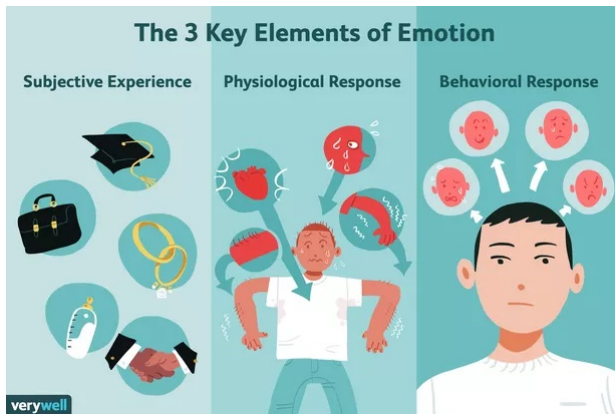 The 3 Key Elements of Emotion
Subjective Experience
Physiological Response
Behavioral Response
verywell